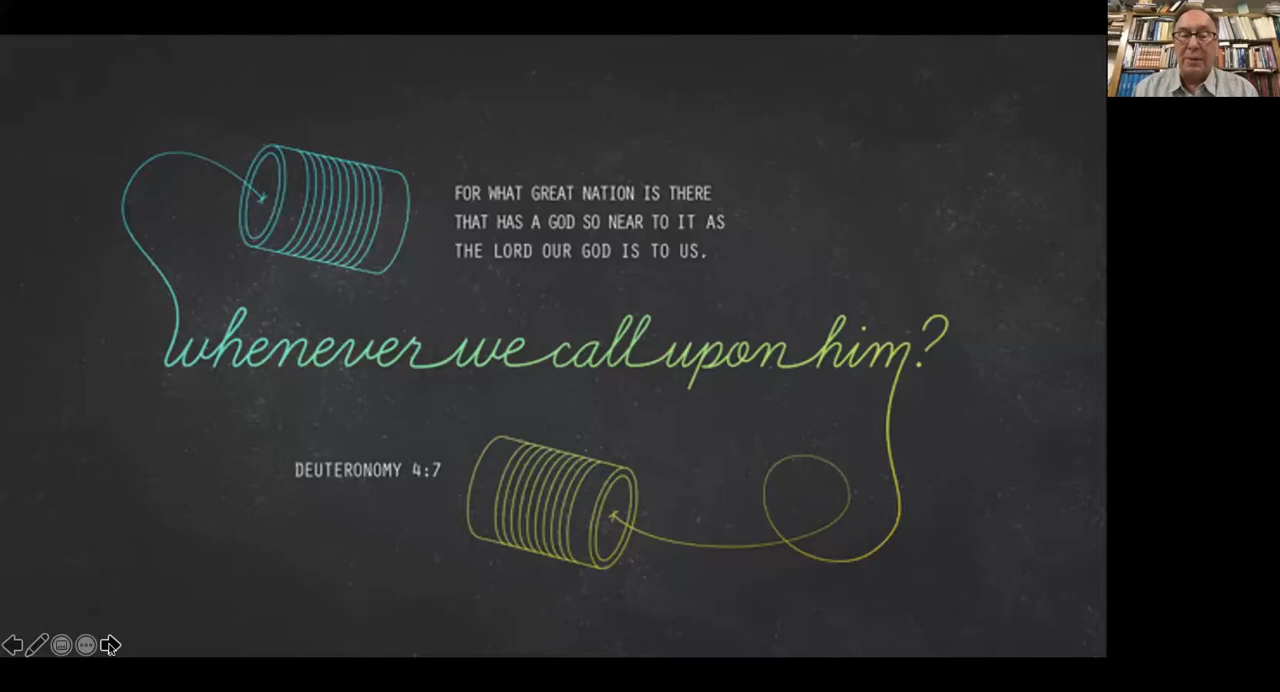 FOR WHAT GREAT NATION IS THERE
THAT HAS A GOD SO NEAR TO IT AS
THE LORD OUR GOD IS TO US.
whenever we call upon him?
DEUTERONOMY 4:7